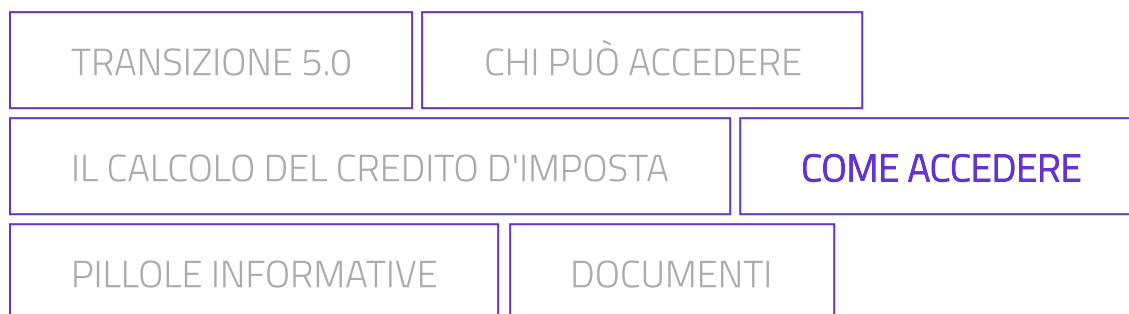 TRANSIZIONE 5.0
CHI PUÒ ACCEDERE
IL CALCOLO DEL CREDITO D'IMPOSTA
COME ACCEDERE
PILLOLE INFORMATIVE
DOCUMENTI